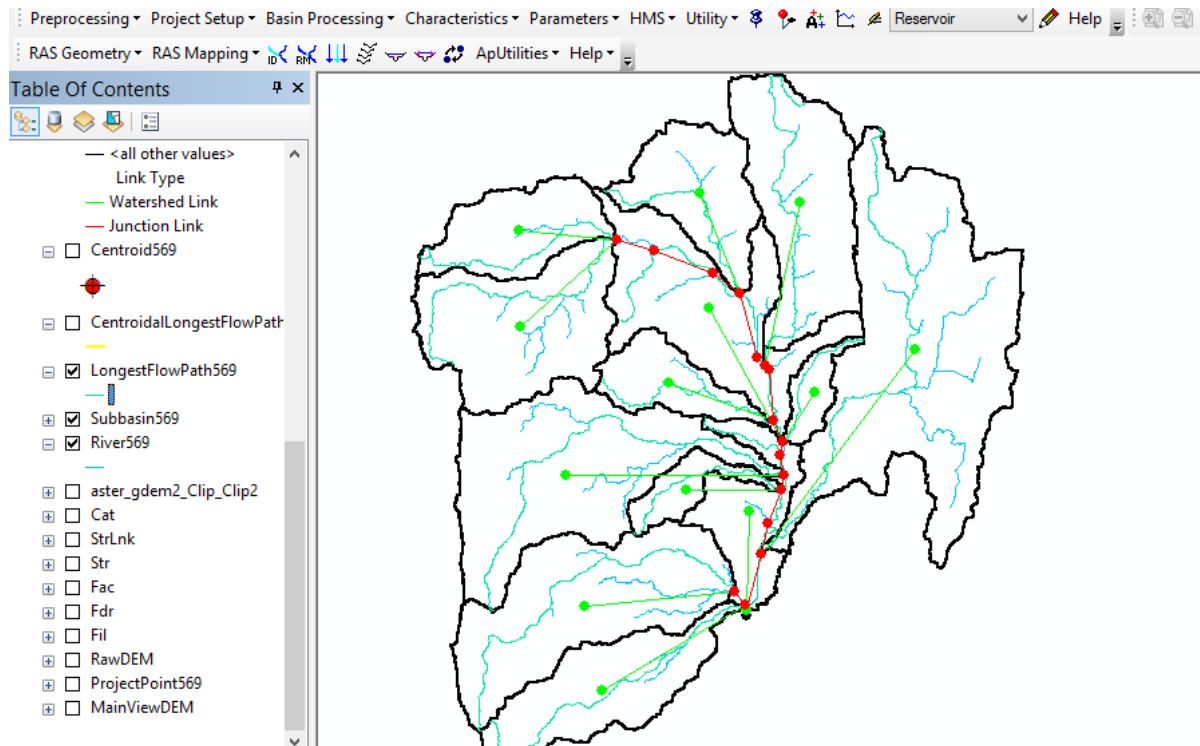 Preprocessing Project Setup Basin Processing Characteristics Parameters HMS Utility Reservoir Help
RAS Geometry RAS Mapping ID RM ApUtilities Help
Table Of Contents
<all other values>
Link Type
Watershed Link
Junction Link
Centroid569
CentroidalLongestFlowPath
LongestFlowPath569
Subbasin569
River569
aster_gdem2_Clip_Clip2
Cat
StrLnk
Str
Fac
Fdr
Fil
RawDEM
ProjectPoint569
MainViewDEM